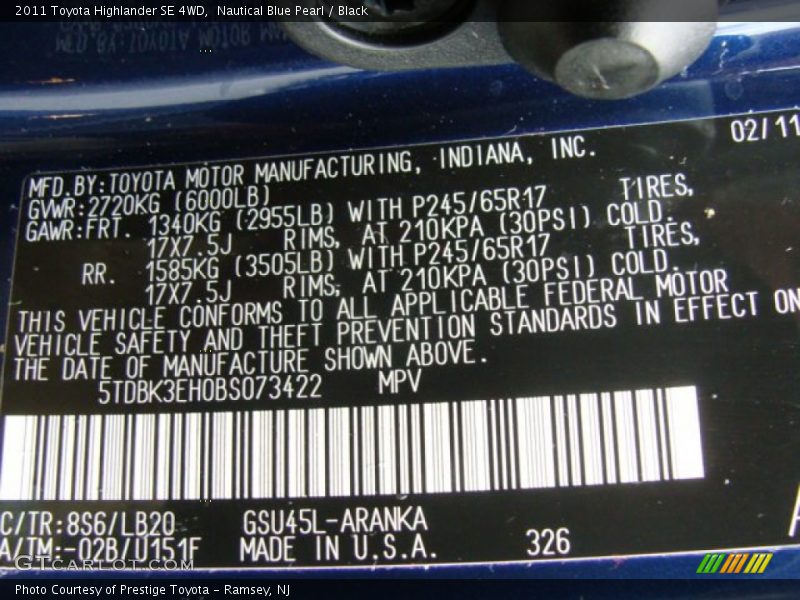 2011 Toyota Highlander SE 4WD,  Nautical Blue Pearl / Black
02/11
MFD.BY:TOYOTA MOTOR MANUFACTURING, INDIANA, INC.
GVWR:2720KG (6000LB)
GAWR:FRT. 1340KG (2955LB) WITH P245/65R17 TIRES,
17X7.5J RIMS, AT 210KPA (30PSI) COLD.
RR. 1585KG (3505LB) WITH P245/65R17 TIRES,
17X7.5J RIMS, AT 210KPA (30PSI) COLD.
THIS VEHICLE CONFORMS TO ALL APPLICABLE FEDERAL MOTOR
VEHICLE SAFETY AND THEFT PREVENTION STANDARDS IN EFFECT ON
THE DATE OF MANUFACTURE SHOWN ABOVE.
5TDBK3EH0BS073422 MPV
C/TR:8S6/LB20 GSU45L-ARANKA
A/TM:-02B/U151F MADE IN U.S.A. 326
GTcarlot.com
Photo Courtesy of Prestige Toyota - Ramsey, NJ